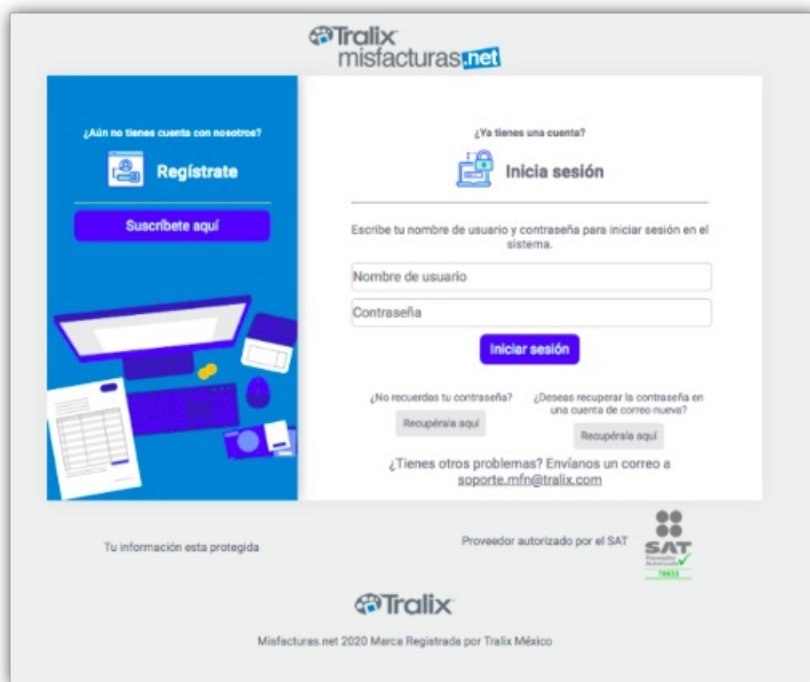 Tralix
misfacturas.net
¿Aún no tienes cuenta con nosotros?
Regístrate
Suscríbete aquí
¿Ya tienes una cuenta?
Inicia sesión
Escribe tu nombre de usuario y contraseña para iniciar sesión en el
sistema.
Nombre de usuario
Contraseña
Iniciar sesión
¿No recuerdas tu contraseña?
Recupérala aquí
¿Deseas recuperar la contraseña en
una cuenta de correo nueva?
Recupérala aquí
¿Tienes otros problemas? Envíanos un correo a
soporte.mfn@tralix.com
Tu información esta protegida
Proveedor autorizado por el SAT
SAT
Proveedor
Autorizado
Tralix
Misfacturas.net 2020 Marca Registrada por Tralix México